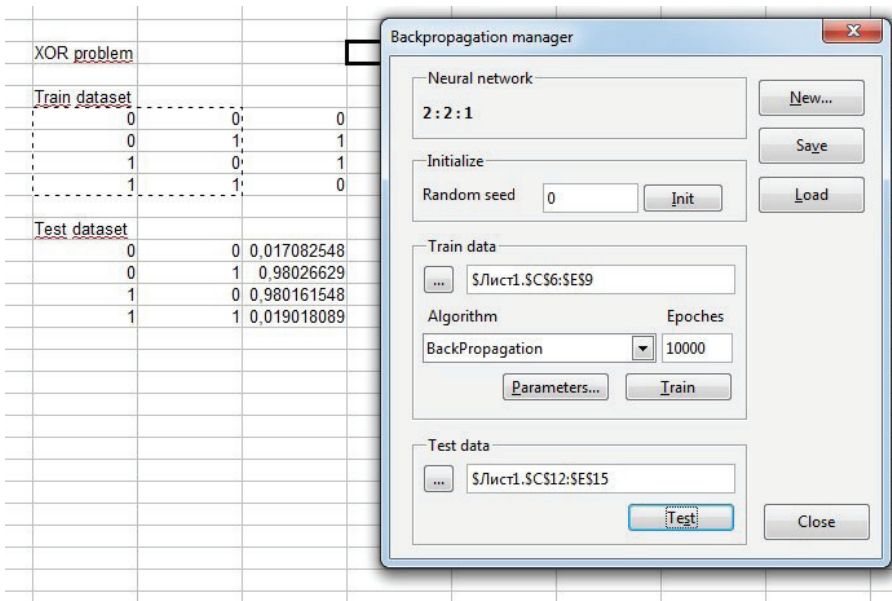 XOR problem
Train dataset
0 0 0
0 1 1
1 0 1
1 1 0
Test dataset
0 0 0,017082548
0 1 0,98026629
1 0 0,980161548
1 1 0,019018089
Backpropagation manager
Neural network
2:2:1
New...
Save
Load
Initialize
Random seed 0 Init
Train data
... $Лист1.$C$6:$E$9
Algorithm Epoches
BackPropagation 10000
Parameters... Train
Test data
... $Лист1.$C$12:$E$15
Test
Close